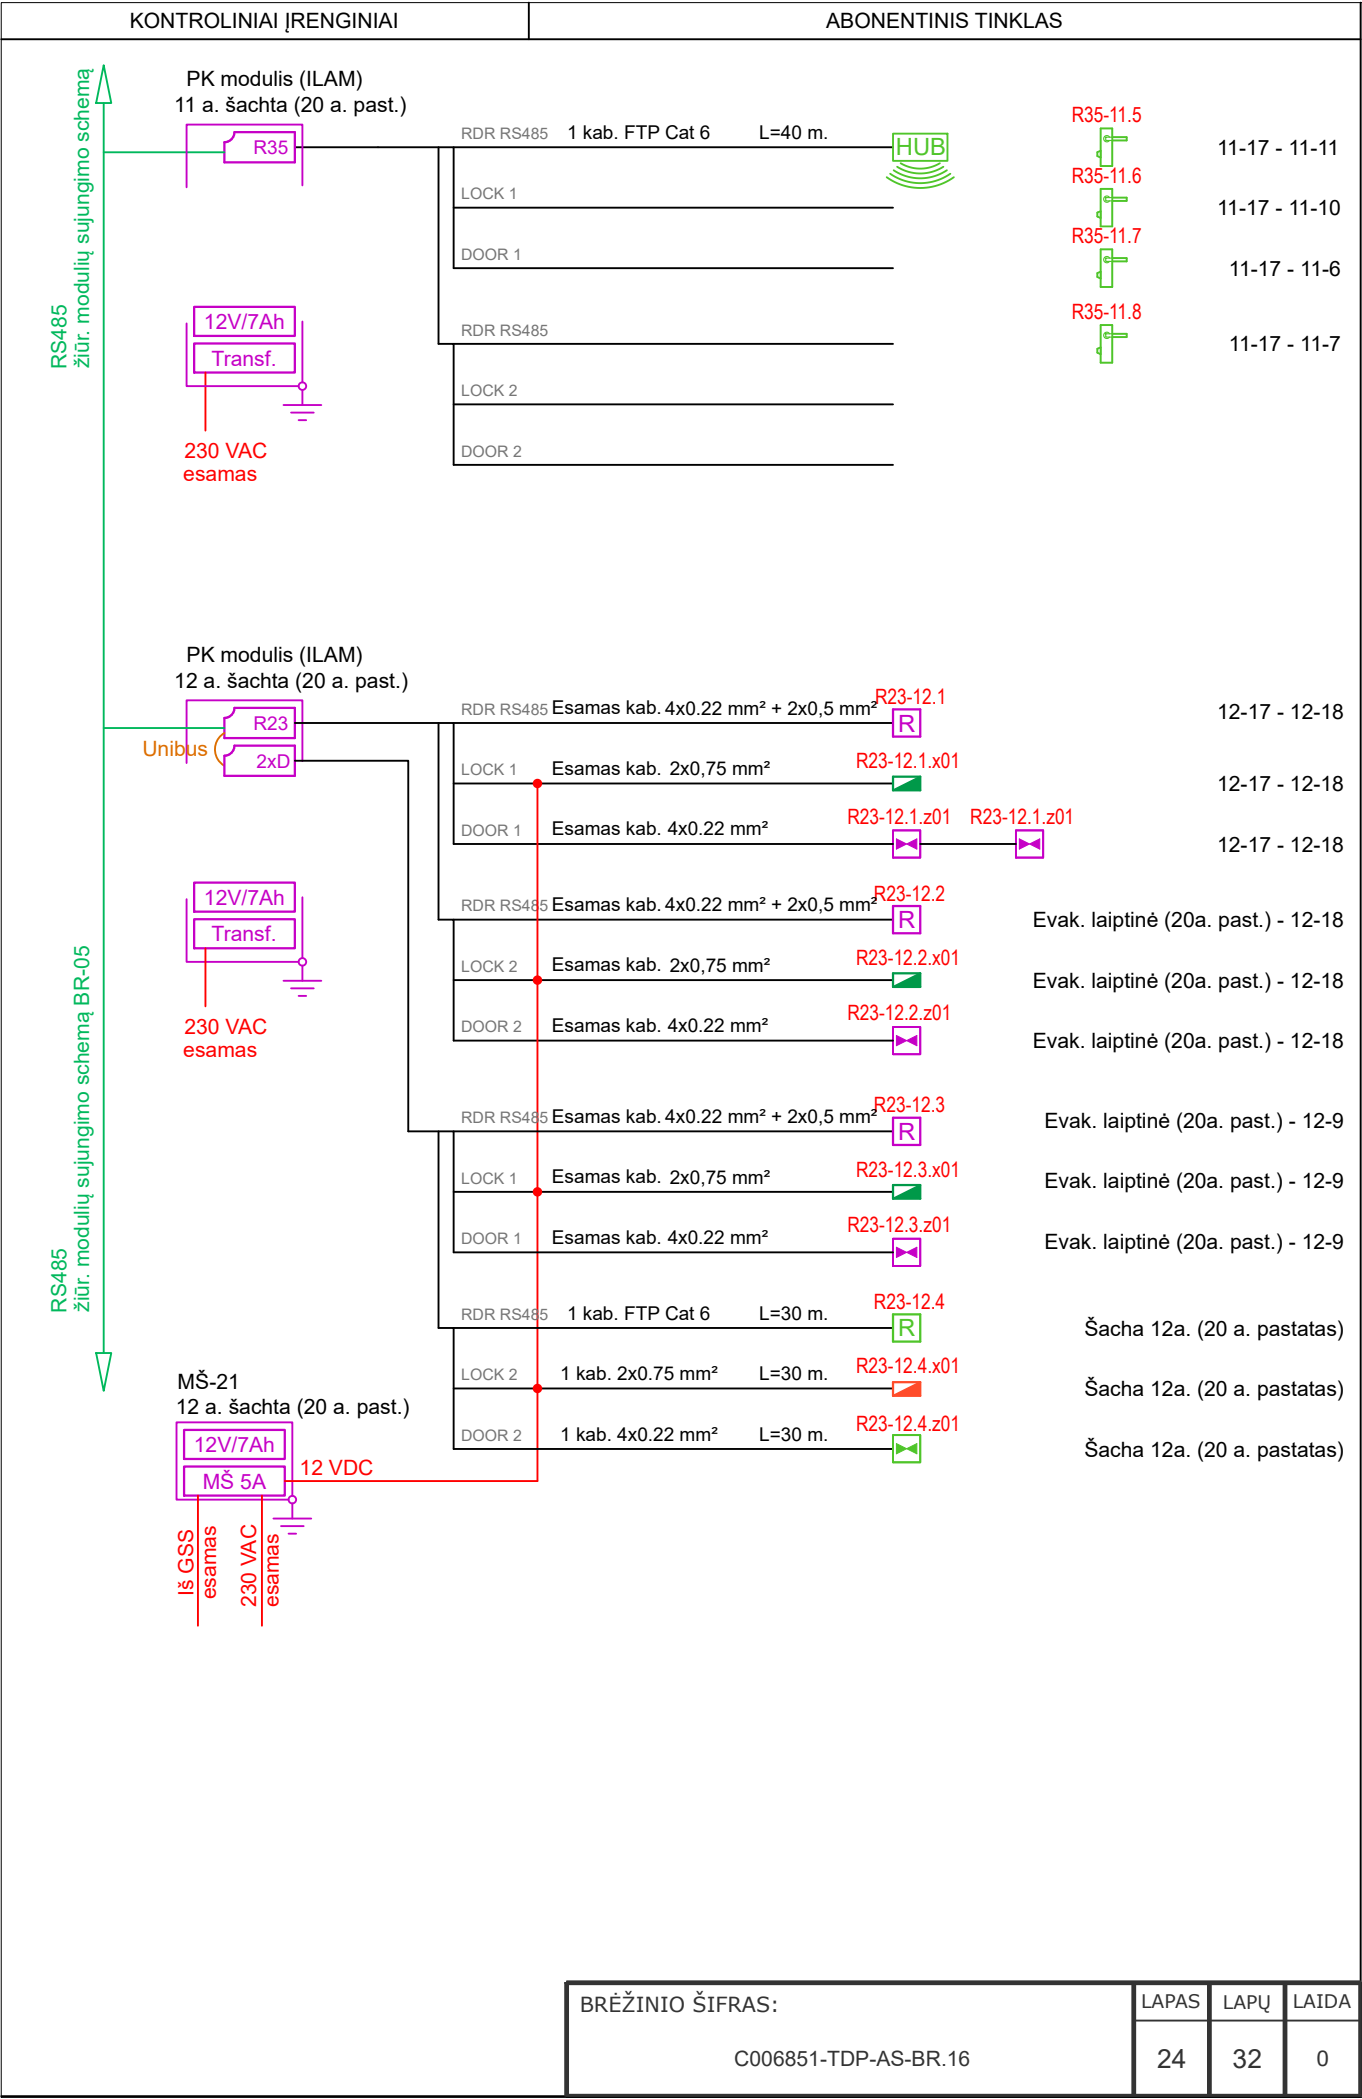 KONTROLINIAI ĮRENGINIAI
ABONENTINIS TINKLAS
RS485
žiūr. modulių sujungimo schemą
PK modulis (ILAM)
11 a. šachta (20 a. past.)
R35
12V/7Ah
Transf.
230 VAC
esamas
RDR RS485 1 kab. FTP Cat 6 L=40 m.
HUB
R35-11.5
11-17 - 11-11
LOCK 1
R35-11.6
11-17 - 11-10
DOOR 1
R35-11.7
11-17 - 11-6
RDR RS485
R35-11.8
11-17 - 11-7
LOCK 2
DOOR 2
RS485
žiūr. modulių sujungimo schemą BR-05
PK modulis (ILAM)
12 a. šachta (20 a. past.)
R23
Unibus
2xD
12V/7Ah
Transf.
230 VAC
esamas
RDR RS485 Esamas kab. 4x0.22 mm² + 2x0,5 mm²
R23-12.1
R
12-17 - 12-18
LOCK 1 Esamas kab. 2x0,75 mm²
R23-12.1.x01
12-17 - 12-18
DOOR 1 Esamas kab. 4x0.22 mm²
R23-12.1.z01 R23-12.1.z01
12-17 - 12-18
RDR RS485 Esamas kab. 4x0.22 mm² + 2x0,5 mm²
R23-12.2
R
Evak. laiptinė (20a. past.) - 12-18
LOCK 2 Esamas kab. 2x0,75 mm²
R23-12.2.x01
Evak. laiptinė (20a. past.) - 12-18
DOOR 2 Esamas kab. 4x0.22 mm²
R23-12.2.z01
Evak. laiptinė (20a. past.) - 12-18
RDR RS485 Esamas kab. 4x0.22 mm² + 2x0,5 mm²
R23-12.3
R
Evak. laiptinė (20a. past.) - 12-9
LOCK 1 Esamas kab. 2x0,75 mm²
R23-12.3.x01
Evak. laiptinė (20a. past.) - 12-9
DOOR 1 Esamas kab. 4x0.22 mm²
R23-12.3.z01
Evak. laiptinė (20a. past.) - 12-9
RDR RS485 1 kab. FTP Cat 6 L=30 m.
R23-12.4
R
Šacha 12a. (20 a. pastatas)
LOCK 2 1 kab. 2x0.75 mm² L=30 m.
R23-12.4.x01
Šacha 12a. (20 a. pastatas)
DOOR 2 1 kab. 4x0.22 mm² L=30 m.
R23-12.4.z01
Šacha 12a. (20 a. pastatas)
MŠ-21
12 a. šachta (20 a. past.)
12V/7Ah
MŠ 5A
12 VDC
Iš GSS
esamas
230 VAC
esamas
BRĖŽINIO ŠIFRAS:
C006851-TDP-AS-BR.16
LAPAS LAPŲ LAIDA
24 32 0